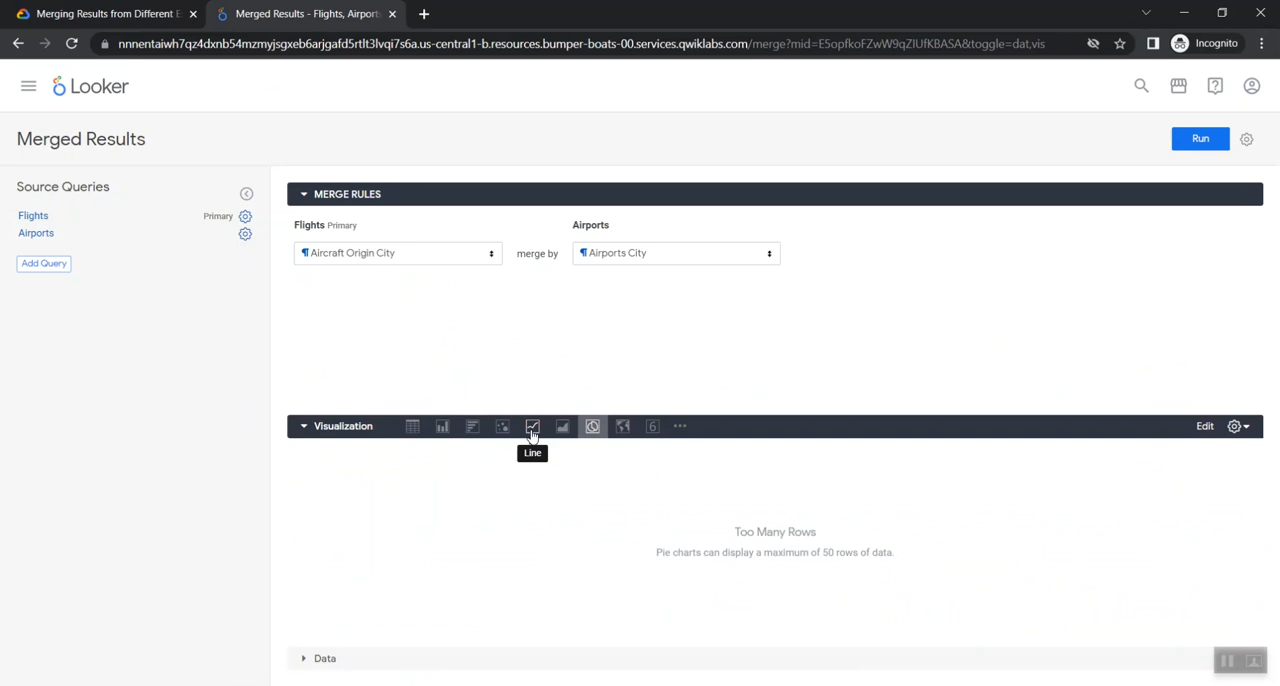 Merging Results from Different E
Merged Results - Flights, Airport
nnnentaiwh7qz4dxnb54mzmyjsgxeb6arjgafd5rtlt3lvqi7s6a.us-central1-b.resources.bumper-boats-00.services.qwiklabs.com/merge?mid=E5opfkoFZwW9qZIUfKBASA&toggle=dat,vis
Incognito
Looker
Merged Results
Run
Source Queries
MERGE RULES
Flights Primary
Airports
Flights Primary
Airports
Aircraft Origin City
merge by
Airports City
Add Query
Visualization
6
Edit
Line
Too Many Rows
Pie charts can display a maximum of 50 rows of data.
Data